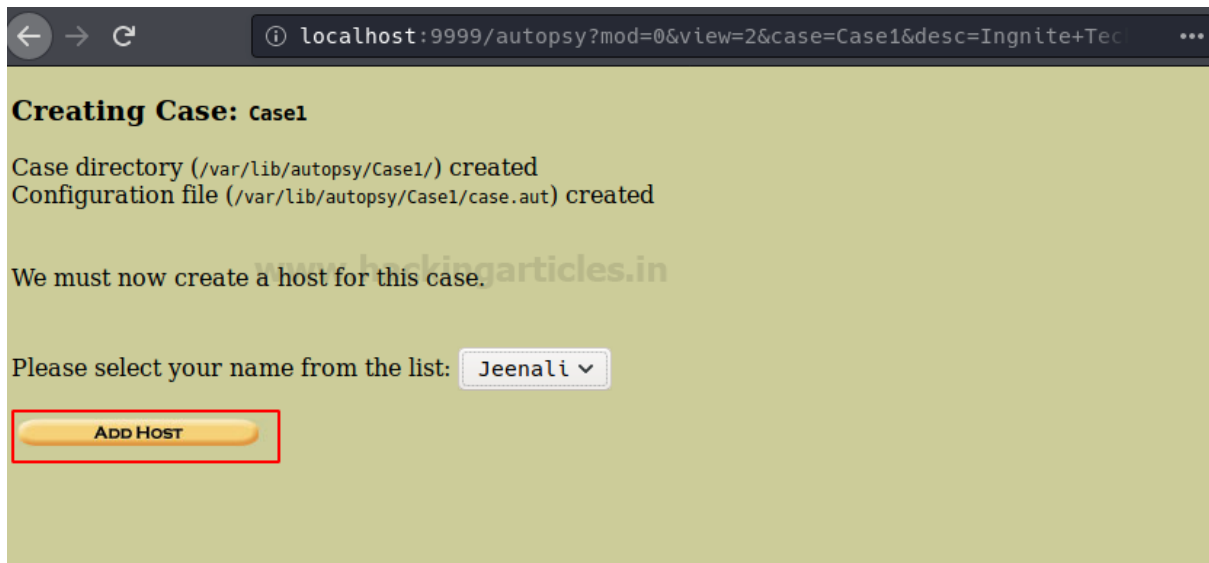 localhost:9999/autopsy?mod=0&view=2&case=Case1&desc=Ingnite+Tec
Creating Case: Case1
Case directory (/var/lib/autopsy/Case1/) created
Configuration file (/var/lib/autopsy/Case1/case.aut) created
www.hackingarticles.in
We must now create a host for this case.
Please select your name from the list: Jeenali
ADD HOST